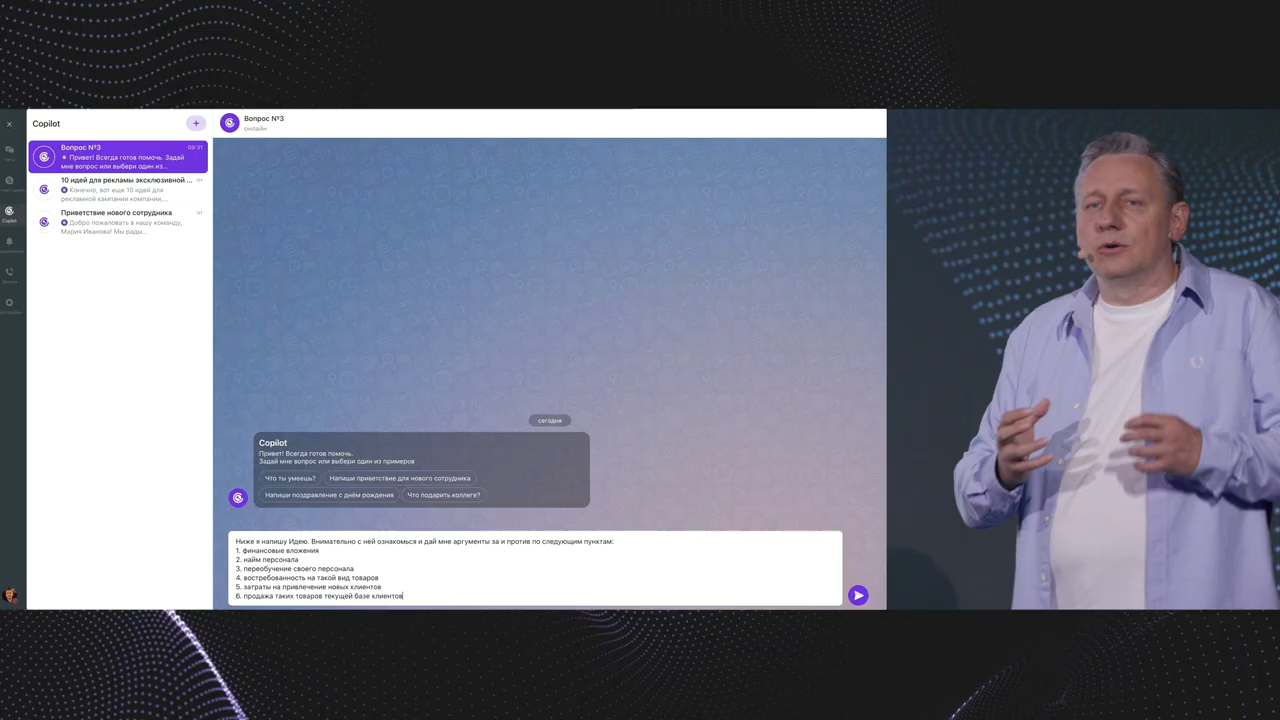 Copilot
+
Вопрос №3
09:31
Привет! Всегда готов помочь. Задай
мне вопрос или выбери один из...
10 идей для рекламы эксклюзивной ...
Конечно, вот еще 10 идей для
рекламной кампании компании,...
Приветствие нового сотрудника
Добро пожаловать в нашу команду,
Мария Иванова! Мы рады...
Copilot
Вопрос №3
онлайн
сегодня
Copilot
Привет! Всегда готов помочь.
Задай мне вопрос или выбери один из примеров
Что ты умеешь? Напиши приветствие для нового сотрудника
Напиши поздравление с днём рождения Что подарить коллеге?
Ниже я напишу Идею. Внимательно с ней ознакомься и дай мне аргументы за и против по следующим пунктам:
1. финансовые вложения
2. найм персонала
3. переобучение своего персонала
4. востребованность на такой вид товаров
5. затраты на привлечение новых клиентов
6. продажа таких товаров текущей базе клиентов